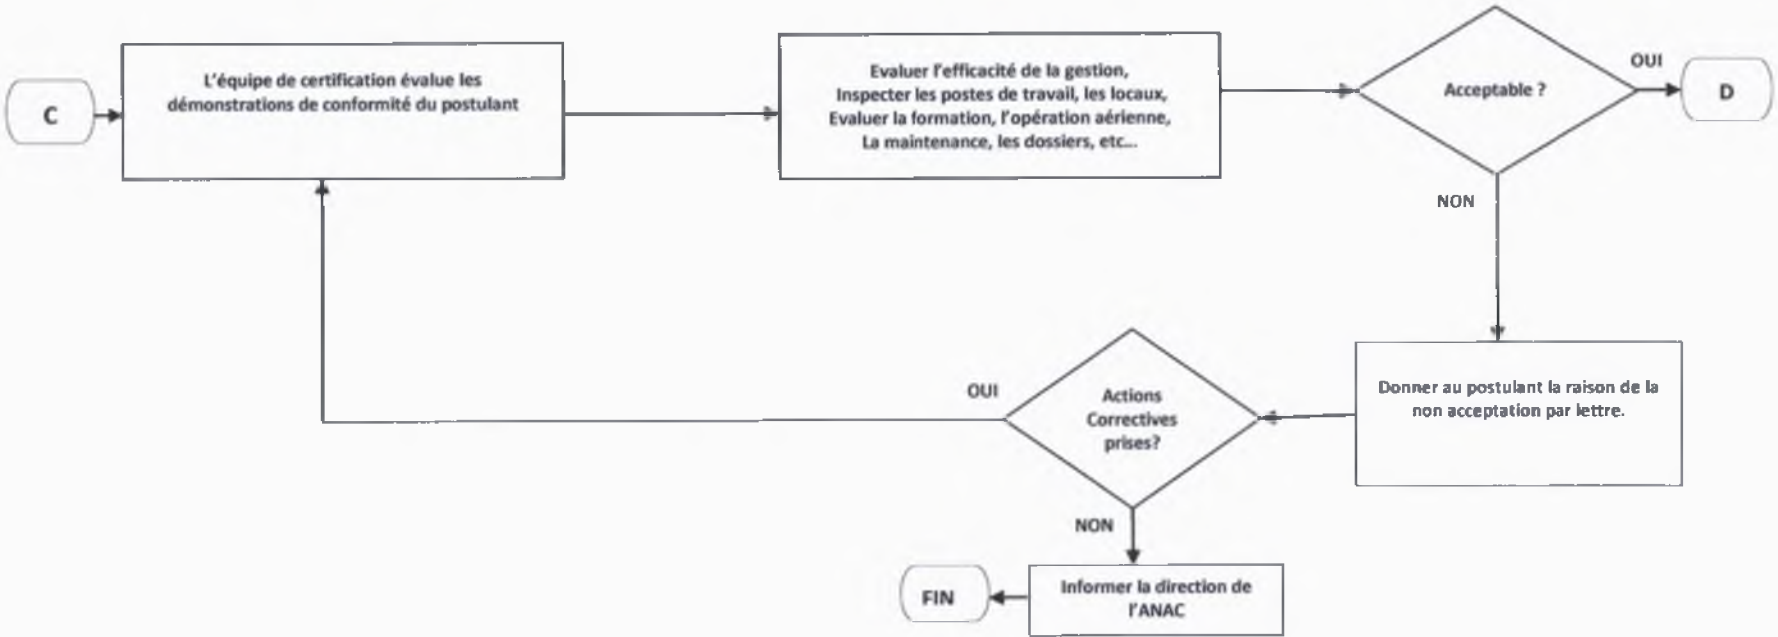 C
L'équipe de certification évalue les
démonstrations de conformité du postulant
Evaluer l'efficacité de la gestion,
Inspecter les postes de travail, les locaux,
Evaluer la formation, l'opération aérienne,
La maintenance, les dossiers, etc...
Acceptable ?
OUI
D
NON
Donner au postulant la raison de la
non acceptation par lettre.
Actions
Correctives
prises?
OUI
NON
Informer la direction de
l'ANAC
FIN